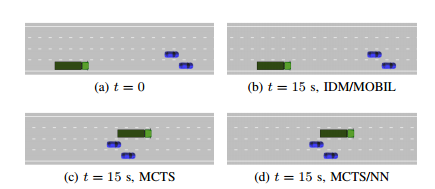 (a) t = 0
(b) t = 15 s, IDM/MOBIL
(c) t = 15 s, MCTS
(d) t = 15 s, MCTS/NN